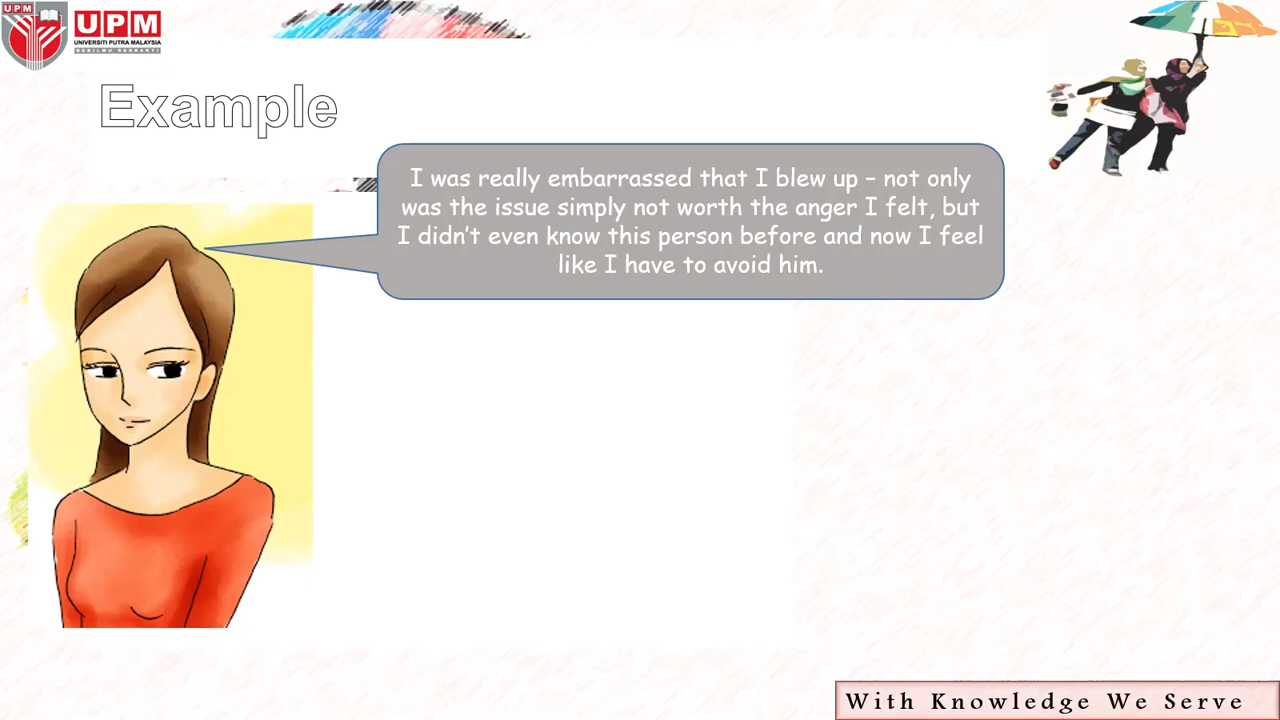 UPM
UPM
UNIVERSITI PUTRA MALAYSIA
BERILMU BERBAKTI
Example
I was really embarrassed that I blew up – not only
was the issue simply not worth the anger I felt, but
I didn’t even know this person before and now I feel
like I have to avoid him.
With Knowledge We Serve